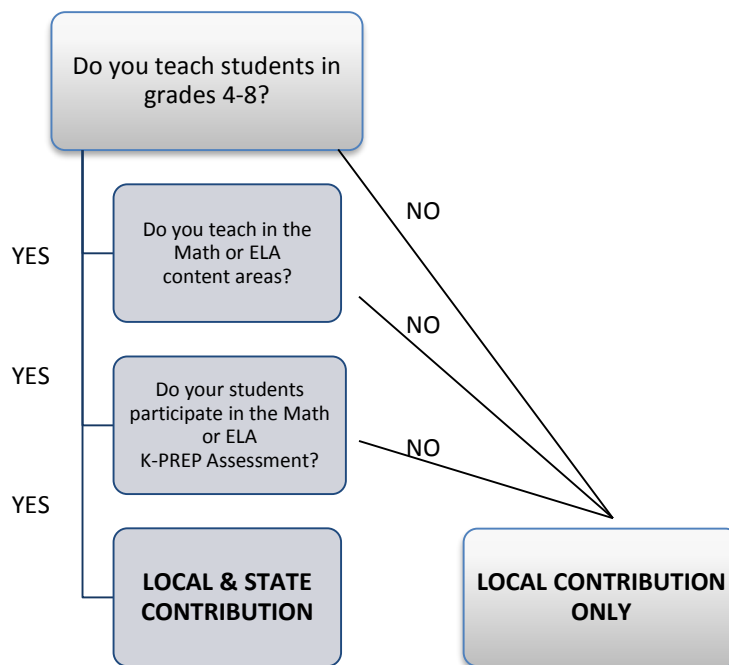 Do you teach students in
grades 4-8?
NO
YES
Do you teach in the
Math or ELA
content areas?
NO
YES
Do your students
participate in the Math
or ELA
K-PREP Assessment?
NO
YES
LOCAL & STATE
CONTRIBUTION
LOCAL CONTRIBUTION
ONLY